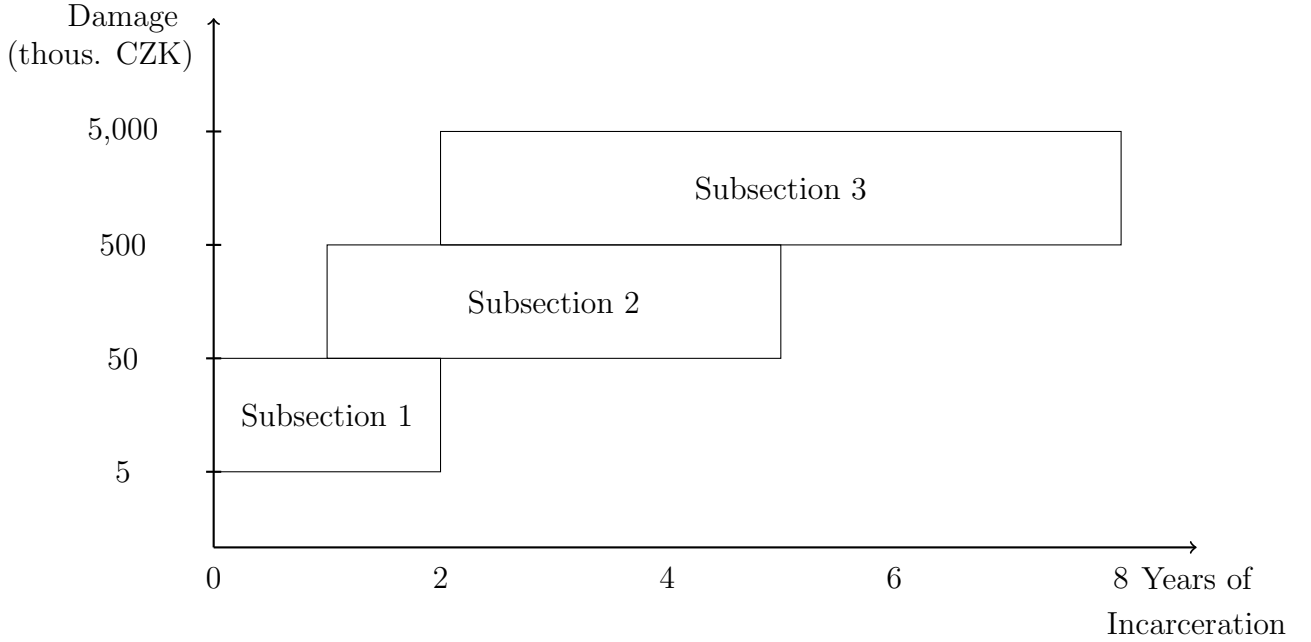 Damage
(thous. CZK)
5,000
Subsection 3
500
Subsection 2
50
Subsection 1
5
0 2 4 6 8 Years of
Incarceration